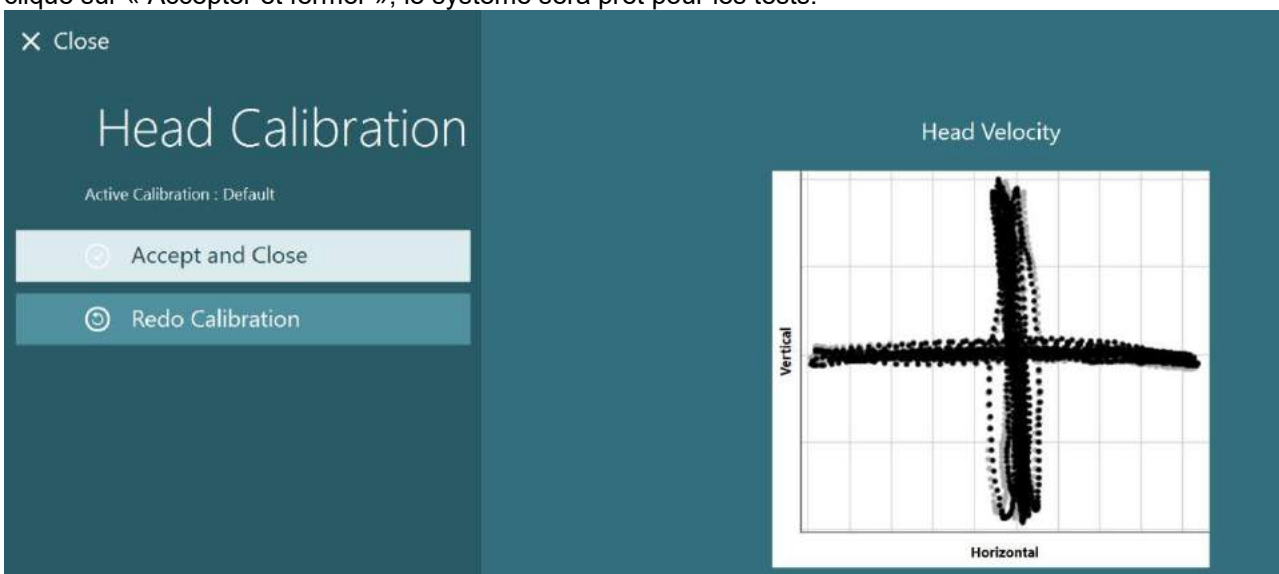 clique sur « Accepter et fermer », le système sera prêt pour les tests.
Close
Head Calibration
Active Calibration : Default
Accept and Close
Redo Calibration
Head Velocity
Vertical
Horizontal